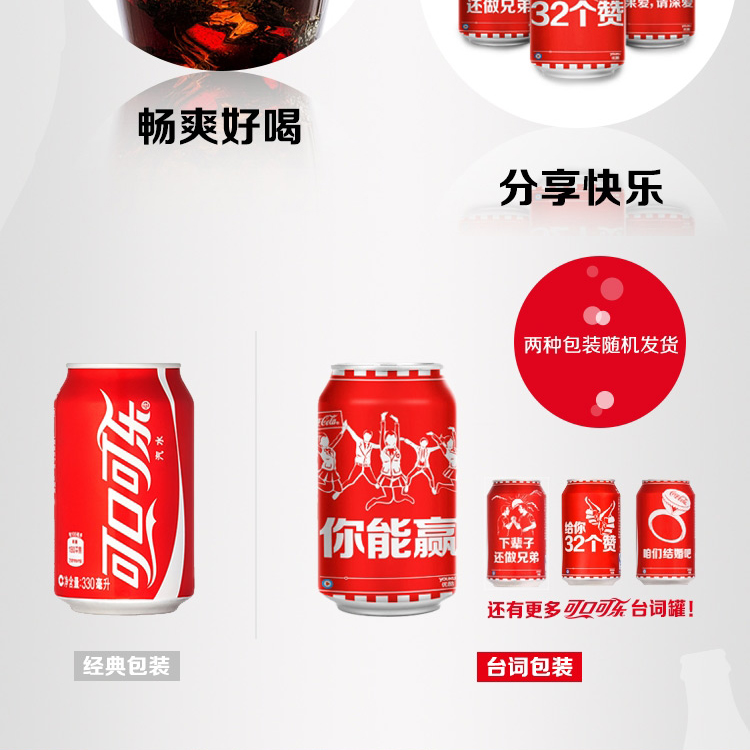 还做兄弟
32个赞
畅爽好喝
分享快乐
两种包装随机发货
可口可乐
汽水
净含量:330毫升
Cola
你能赢
下辈子
还做兄弟
给你
32个赞
咱们结婚吧
还有更多可口可乐台词罐!
经典包装
台词包装